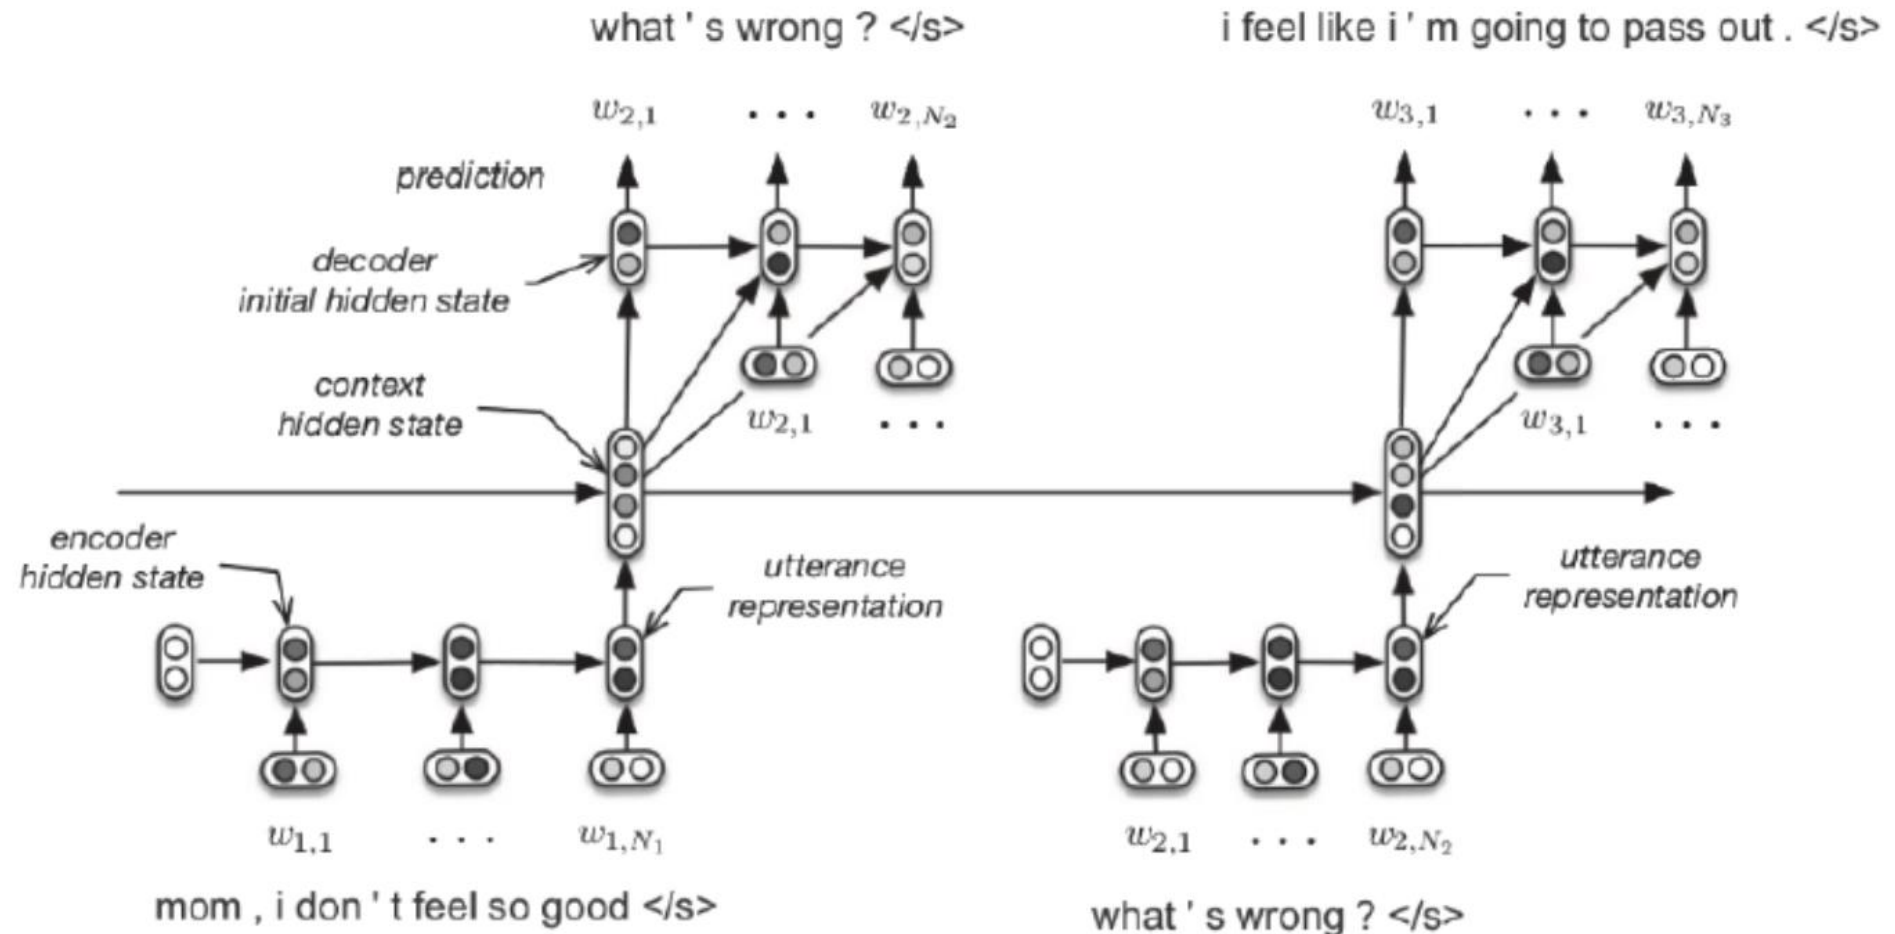 what ' s wrong ? </s>
i feel like i ' m going to pass out . </s>
w2,1 . . . w2,N2
w3,1 . . . w3,N3
prediction
decoder
initial hidden state
context
hidden state
w2,1 . . .
w3,1 . . .
encoder
hidden state
utterance
representation
utterance
representation
w1,1 . . . w1,N1
w2,1 . . . w2,N2
mom , i don ' t feel so good </s>
what ' s wrong ? </s>